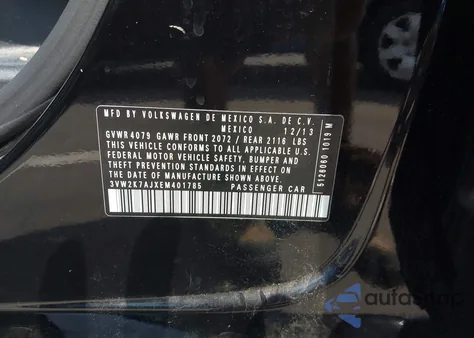 MFD BY VOLKSWAGEN DE MEXICO S.A. DE C.V.
MEXICO 12/13
GVWR 4079 GAWR FRONT 2072 / REAR 2116 LBS
THIS VEHICLE CONFORMS TO ALL APPLICABLE U.S.
FEDERAL MOTOR VEHICLE SAFETY, BUMPER AND
THEFT PREVENTION STANDARDS IN EFFECT ON
THE DATE OF MANUFACTURE SHOWN ABOVE
3VW2K7AJXEM401785 PASSENGER CAR
5126060 1019 M
autoSnap